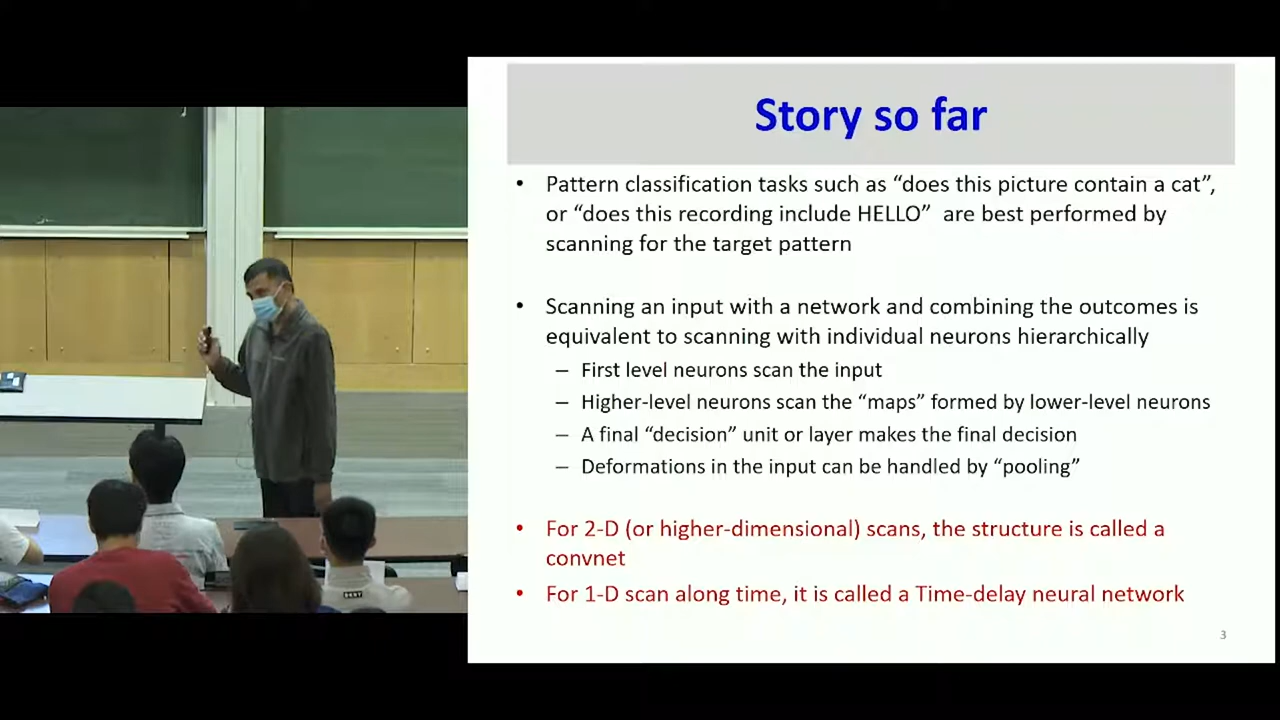 Story so far
• Pattern classification tasks such as “does this picture contain a cat”,
or “does this recording include HELLO” are best performed by
scanning for the target pattern
• Scanning an input with a network and combining the outcomes is
equivalent to scanning with individual neurons hierarchically
– First level neurons scan the input
– Higher-level neurons scan the “maps” formed by lower-level neurons
– A final “decision” unit or layer makes the final decision
– Deformations in the input can be handled by “pooling”
• For 2-D (or higher-dimensional) scans, the structure is called a
convnet
• For 1-D scan along time, it is called a Time-delay neural network
3